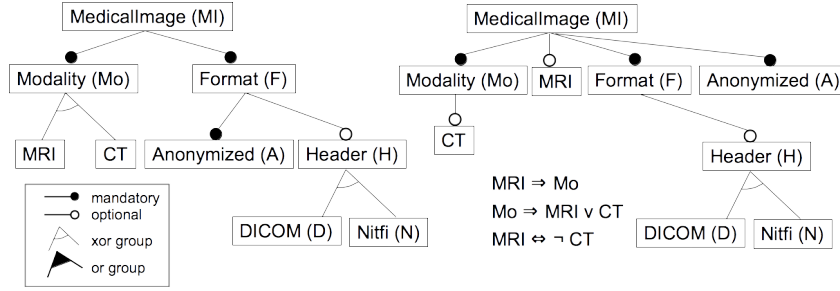 MedicalImage (MI)
Modality (Mo)
Format (F)
MRI
CT
Anonymized (A)
Header (H)
DICOM (D)
Nitfi (N)
mandatory
optional
xor group
or group
MedicalImage (MI)
Modality (Mo)
MRI
Format (F)
Anonymized (A)
CT
Header (H)
DICOM (D)
Nitfi (N)
MRI ⇒ Mo
Mo ⇒ MRI v CT
MRI ⇔ ¬ CT